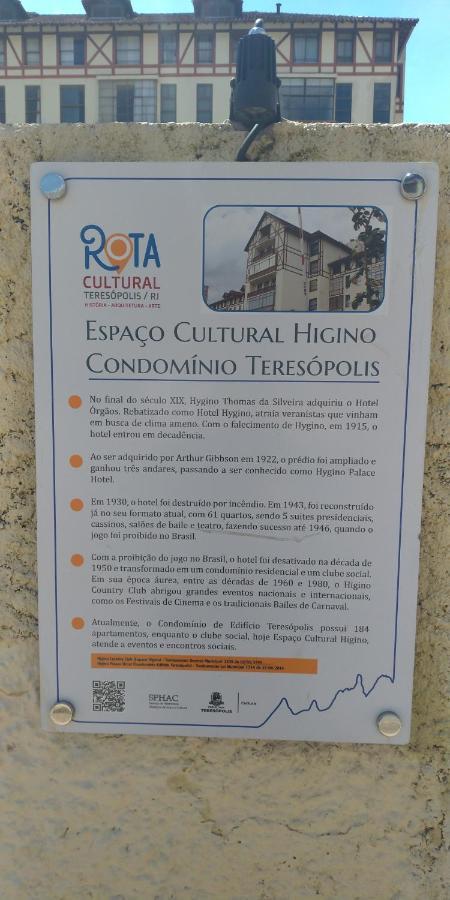 ROTA
CULTURAL
TERESÓPOLIS / RJ
HISTÓRIA - ARQUITETURA - ARTE
ESPAÇO CULTURAL HIGINO
CONDOMÍNIO TERESÓPOLIS
No final do século XIX, Hygino Thomas da Silveira adquiriu o Hotel
Órgãos. Rebatizado como Hotel Hygino, atraía veranistas que vinham
em busca de clima ameno. Com o falecimento de Hygino, em 1915, o
hotel entrou em decadência.
Ao ser adquirido por Arthur Gibbson em 1922, o prédio foi ampliado e
ganhou três andares, passando a ser conhecido como Hygino Palace
Hotel.
Em 1930, o hotel foi destruído por incêndio. Em 1943, foi reconstruído
já no seu formato atual, com 61 quartos, sendo 5 suítes presidenciais,
cassinos, salões de baile e teatro, fazendo sucesso até 1946, quando o
jogo foi proibido no Brasil.
Com a proibição do jogo no Brasil, o hotel foi desativado na década de
1950 e transformado em um condomínio residencial e um clube social.
Em sua época áurea, entre as décadas de 1960 e 1980, o Higino
Country Club abrigou grandes eventos nacionais e internacionais,
como os Festivais de Cinema e os tradicionais Bailes de Carnaval.
Atualmente, o Condomínio de Edifício Teresópolis possui 184
apartamentos, enquanto o clube social, hoje Espaço Cultural Higino,
atende a eventos e encontros sociais.
SPHAC
TERESÓPOLIS